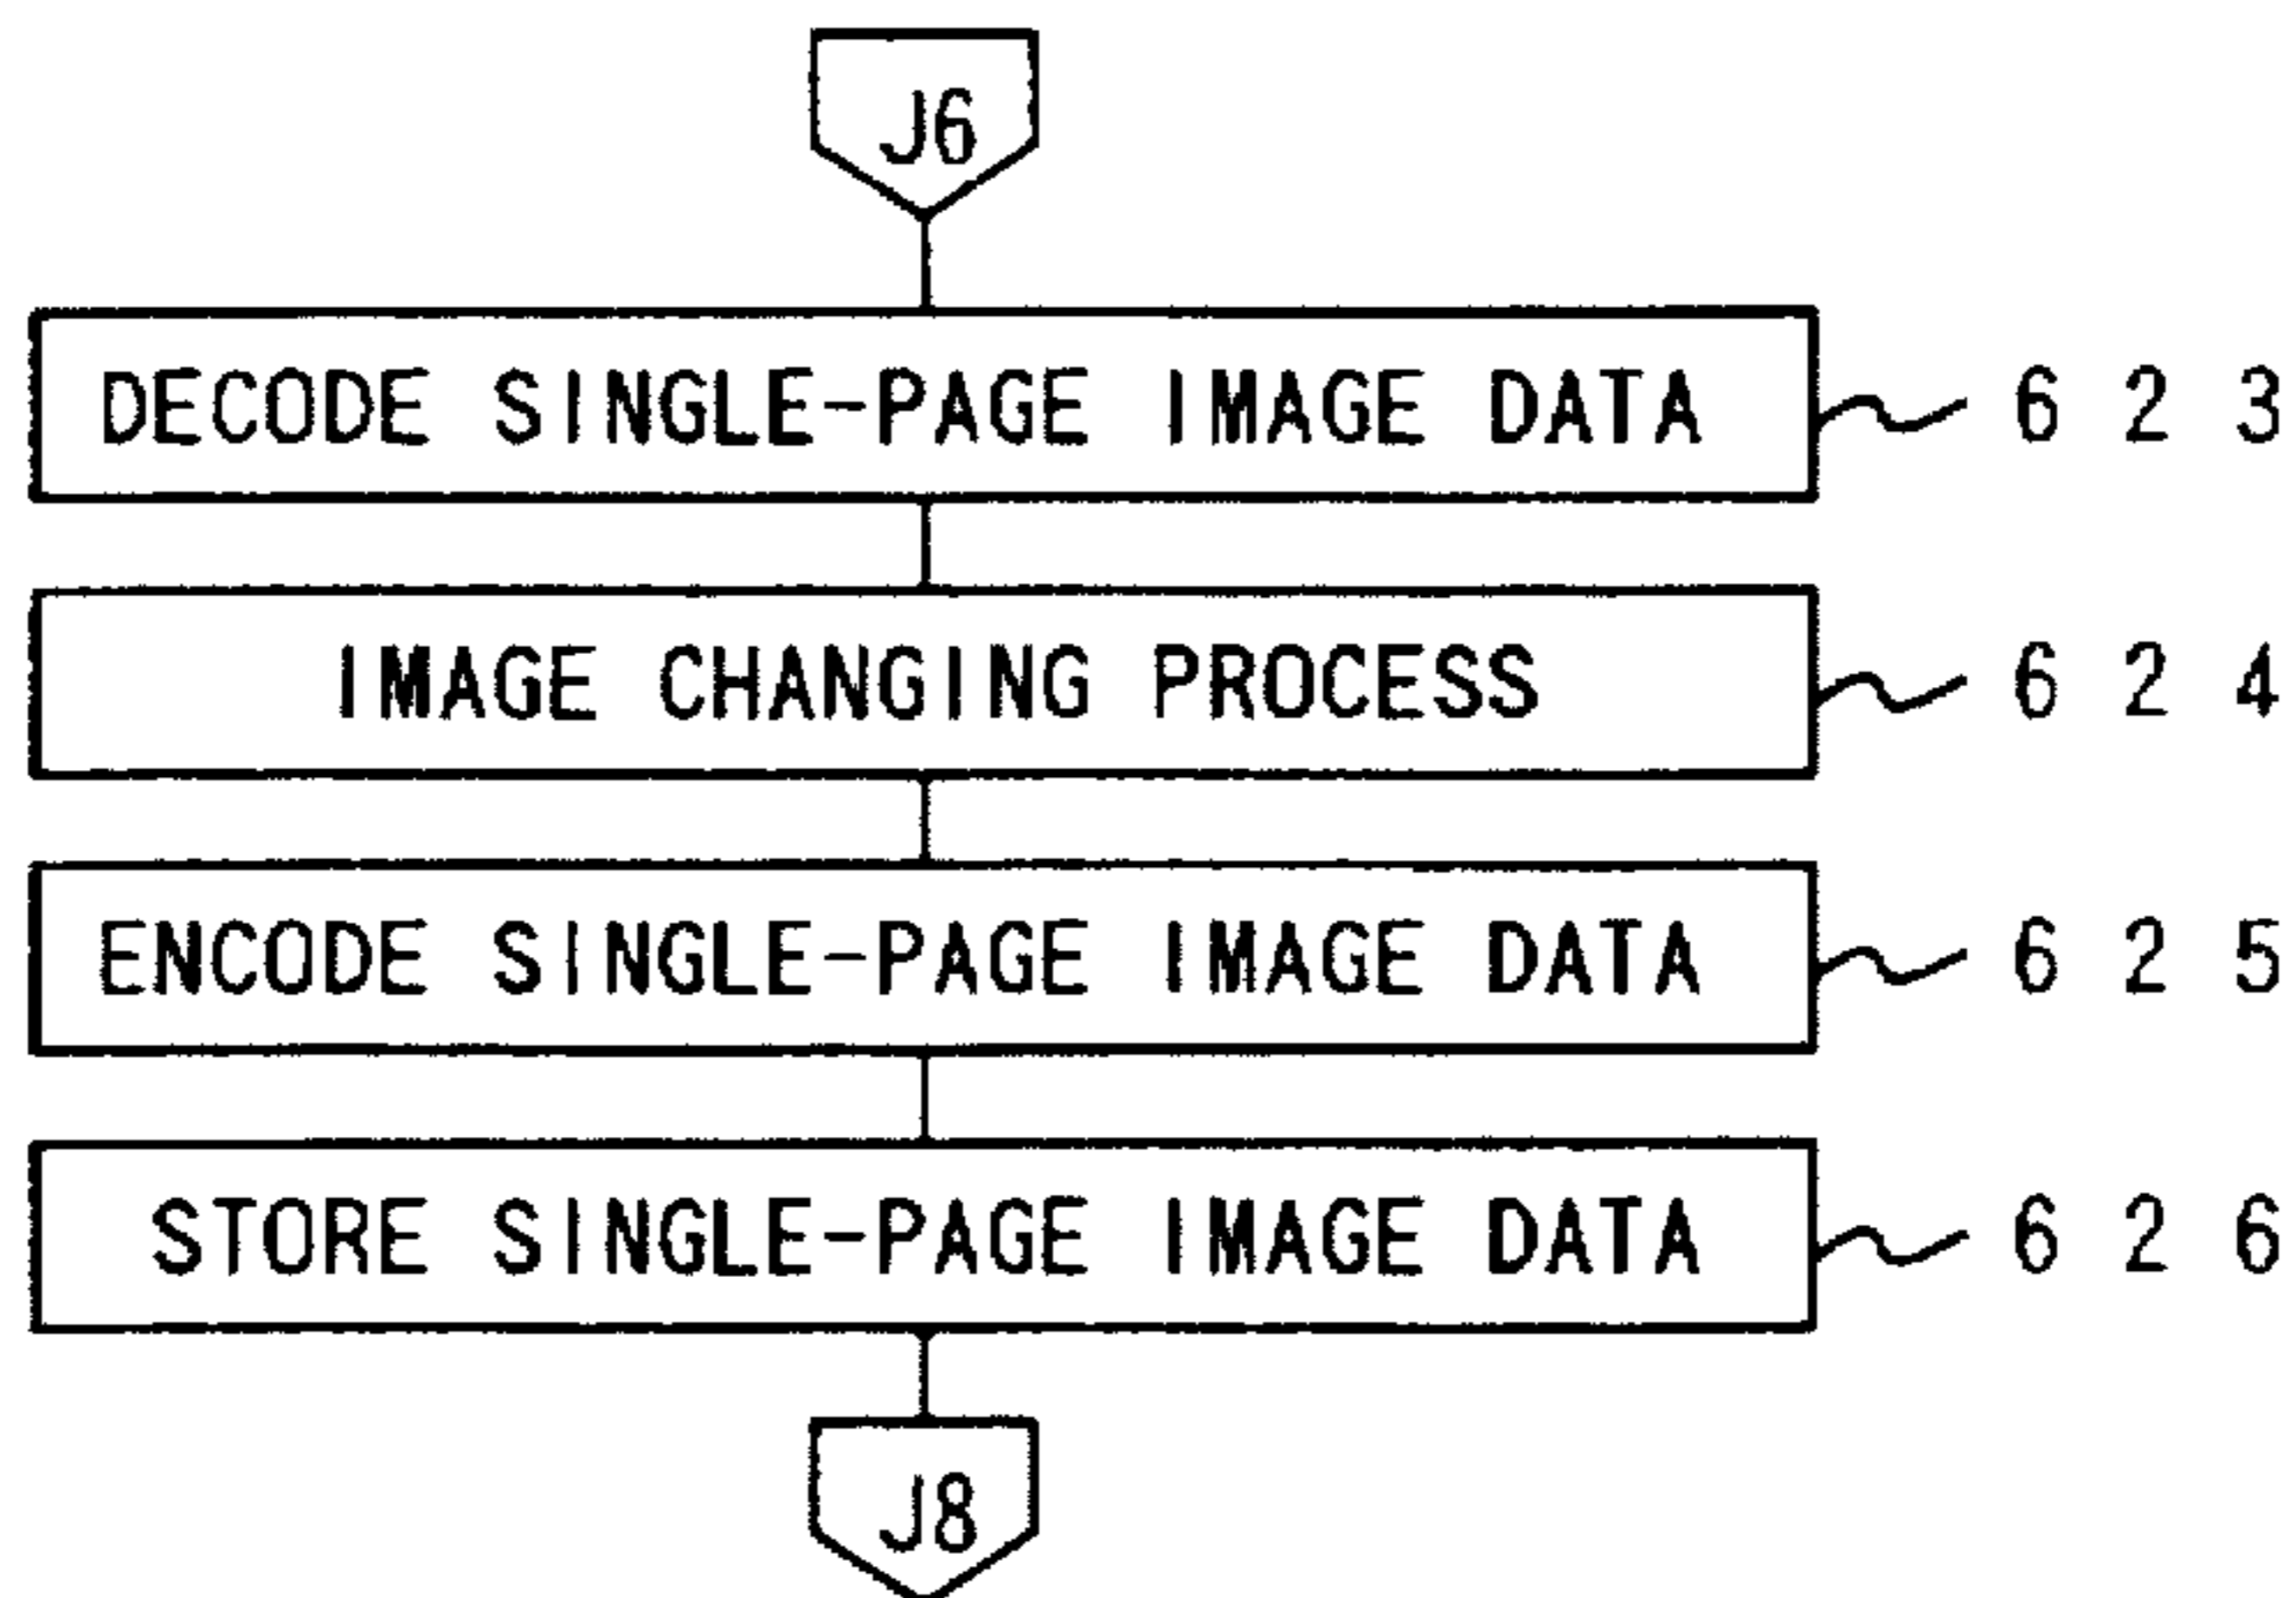 J6
DECODE SINGLE-PAGE IMAGE DATA 623
IMAGE CHANGING PROCESS 624
ENCODE SINGLE-PAGE IMAGE DATA 625
STORE SINGLE-PAGE IMAGE DATA 626
J8